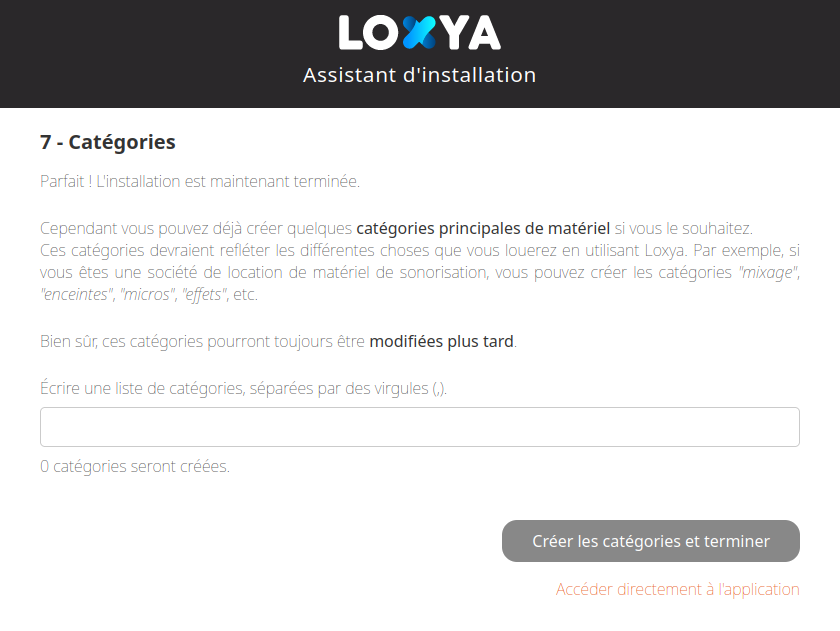 LOXYA
Assistant d'installation
7 - Catégories
Parfait ! L'installation est maintenant terminée.
Cependant vous pouvez déjà créer quelques catégories principales de matériel si vous le souhaitez.
Ces catégories devraient refléter les différentes choses que vous louerez en utilisant Loxya. Par exemple, si
vous êtes une société de location de matériel de sonorisation, vous pouvez créer les catégories "mixage",
"enceintes", "micros", "effets", etc.
Bien sûr, ces catégories pourront toujours être modifiées plus tard.
Écrire une liste de catégories, séparées par des virgules (,).
0 catégories seront créées.
Créer les catégories et terminer
Accéder directement à l'application